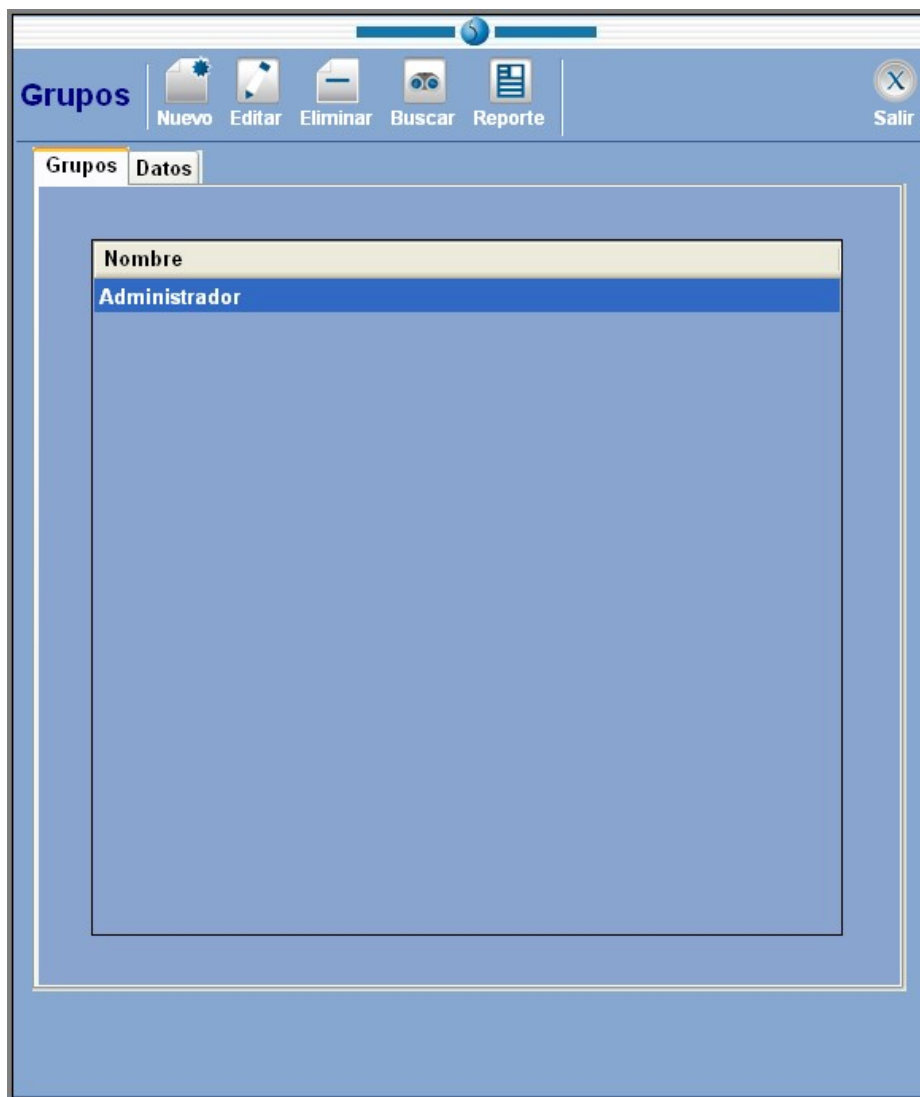 Grupos
Nuevo Editar Eliminar Buscar Reporte
X
Salir
Grupos Datos
Nombre
Administrador